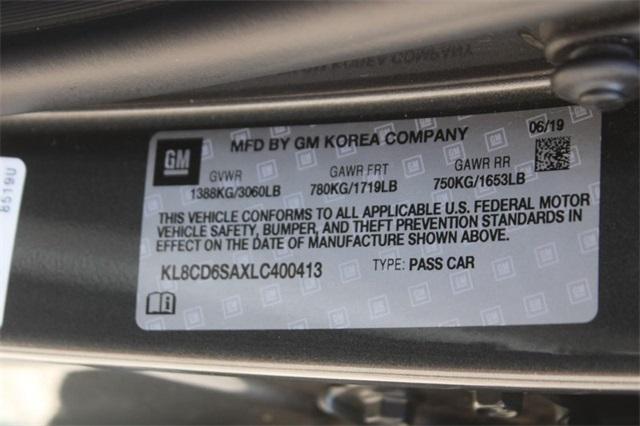 06/19
GM
MFD BY GM KOREA COMPANY
GVWR GAWR FRT GAWR RR
1388KG/3060LB 780KG/1719LB 750KG/1653LB
THIS VEHICLE CONFORMS TO ALL APPLICABLE U.S. FEDERAL MOTOR
VEHICLE SAFETY, BUMPER, AND THEFT PREVENTION STANDARDS IN
EFFECT ON THE DATE OF MANUFACTURE SHOWN ABOVE.
KL8CD6SAXLC400413 TYPE: PASS CAR
8519U